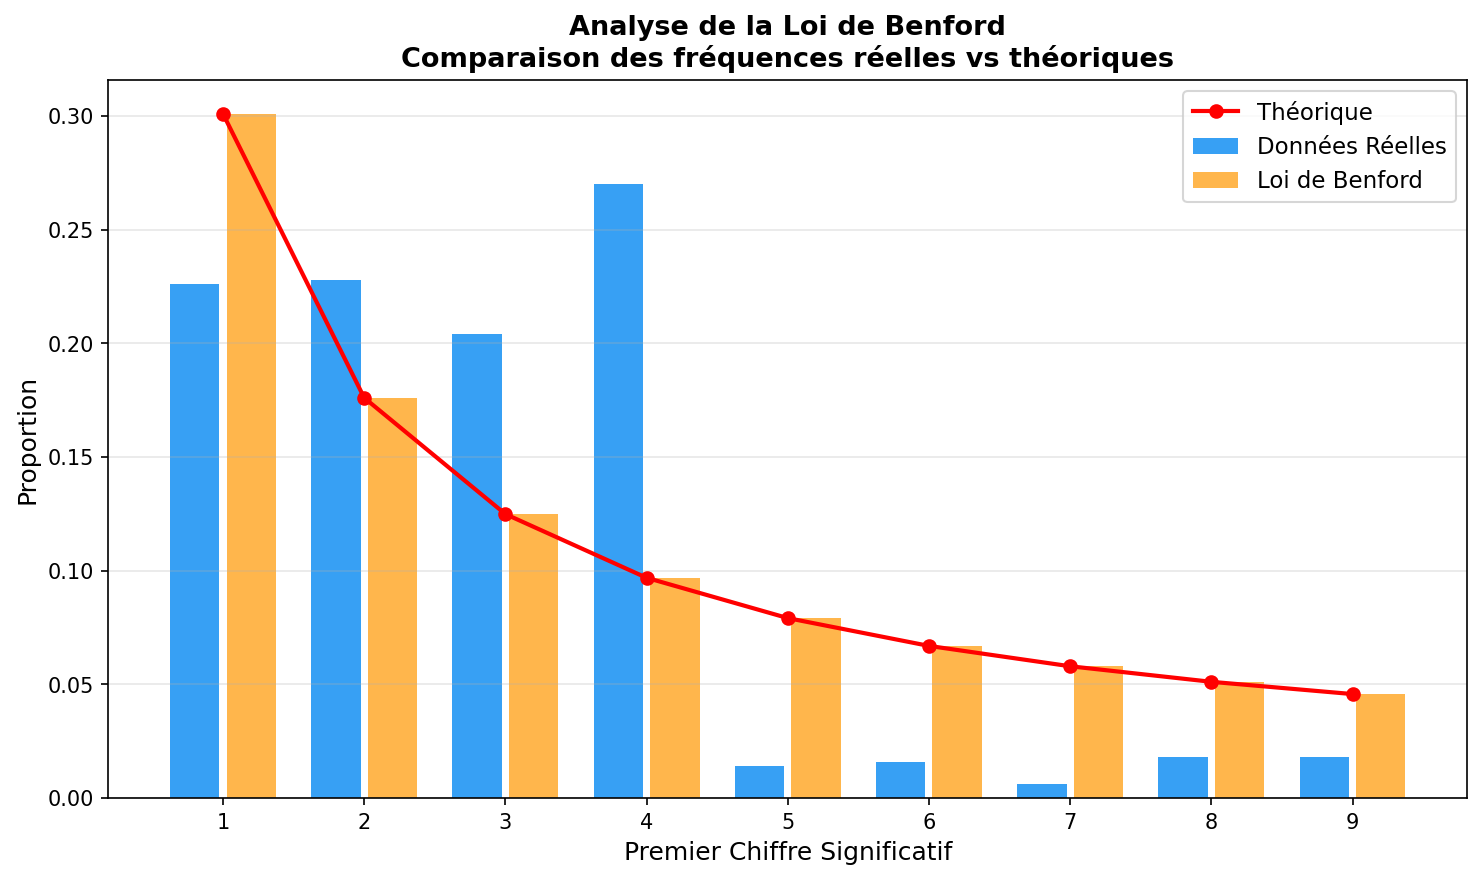 Analyse de la Loi de Benford
Comparaison des fréquences réelles vs théoriques
Théorique
Données Réelles
Loi de Benford
Proportion
0.30
0.25
0.20
0.15
0.10
0.05
0.00
1 2 3 4 5 6 7 8 9
Premier Chiffre Significatif